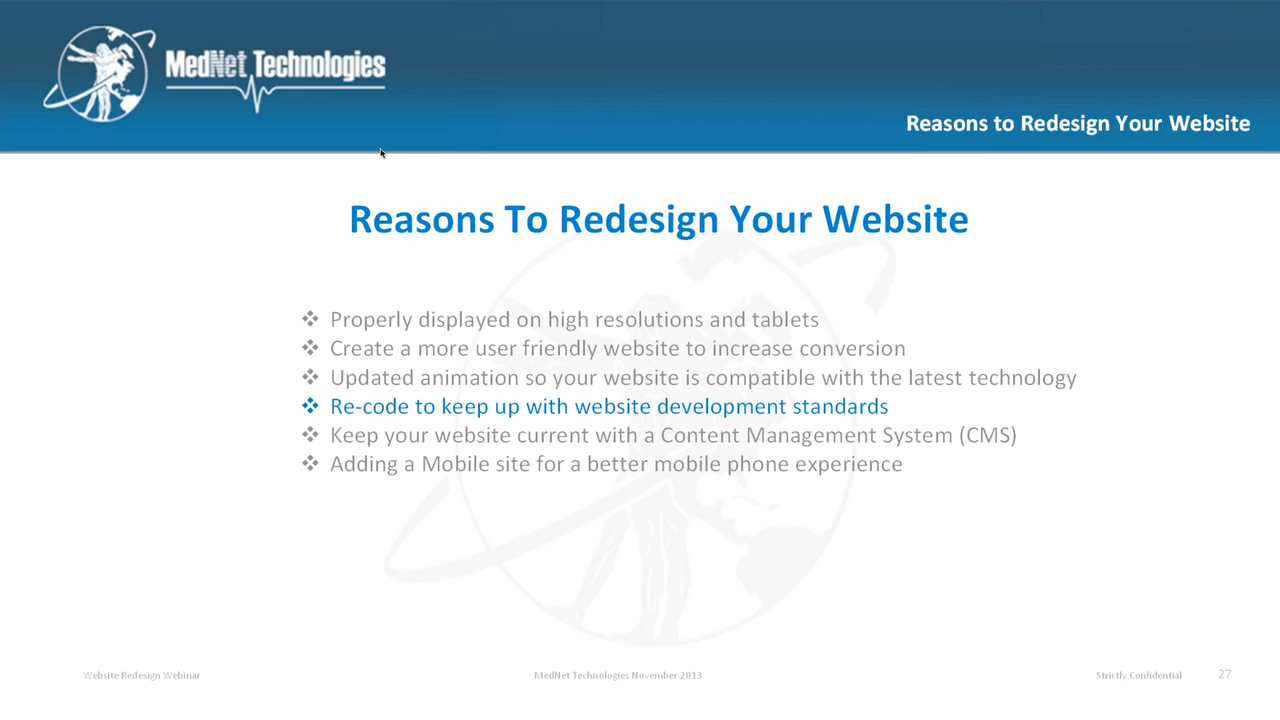 MedNet Technologies
Reasons to Redesign Your Website
Reasons To Redesign Your Website
❖ Properly displayed on high resolutions and tablets
❖ Create a more user friendly website to increase conversion
❖ Updated animation so your website is compatible with the latest technology
❖ Re-code to keep up with website development standards
❖ Keep your website current with a Content Management System (CMS)
❖ Adding a Mobile site for a better mobile phone experience
Website Redesign Webinar
MedNet Technologies November 2013
Strictly Confidential
27